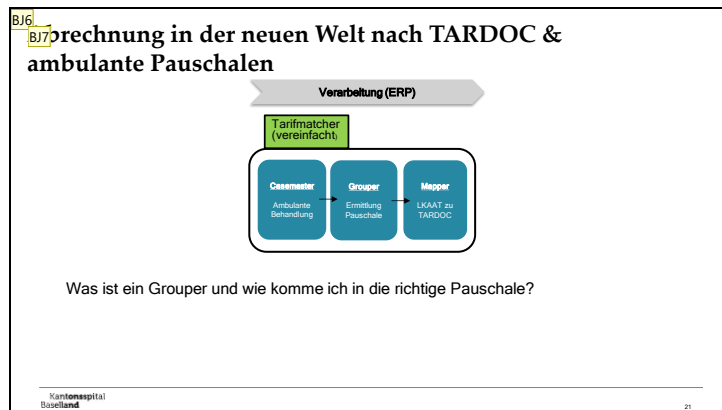 BJ6
BJ7
brechnung in der neuen Welt nach TARDOC &
ambulante Pauschalen
Verarbeitung (ERP)
Tarifmatcher
(vereinfacht)
Casemaster
Ambulante
Behandlung
Grouper
Ermittlung
Pauschale
Mapper
LKAAT zu
TARDOC
Was ist ein Grouper und wie komme ich in die richtige Pauschale?
Kantonsspital
Baselland
21